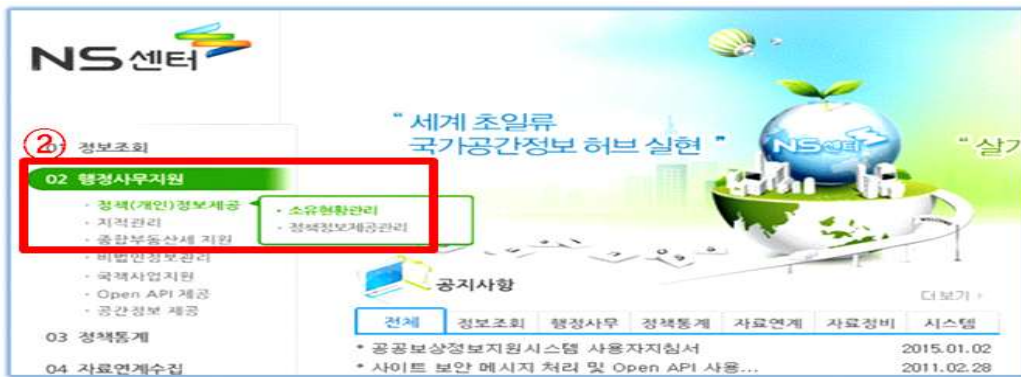 NS 센터
②
01 정보조회
02 행정사무지원
· 정책(개인)정보제공
· 소유현황관리
· 정책정보제공관리
· 지적관리
· 종합부동산세 지원
· 비법인정보관리
· 국책사업지원
· Open API 제공
· 공간정보 제공
03 정책통계
04 자료연계수집
" 세계 초일류
국가공간정보 허브 실현 "
NS센터
" 살기
공지사항
더보기
전체 정보조회 행정사무 정책통계 자료연계 자료정비 시스템
* 공공보상정보지원시스템 사용자지침서 2015.01.02
* 사이트 보안 메시지 처리 및 Open API 사용... 2011.02.28